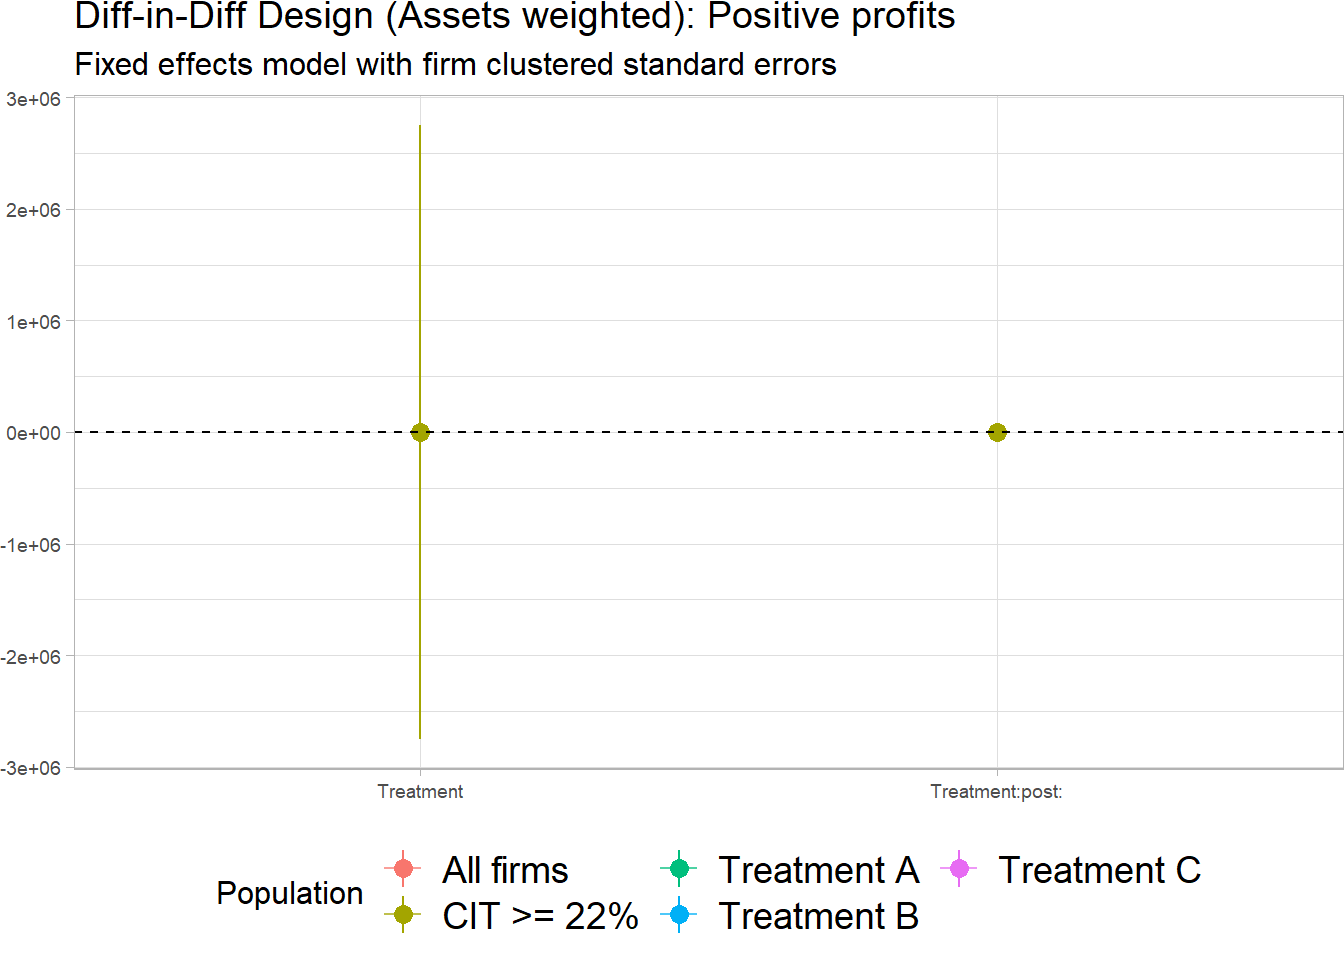 Diff-in-Diff Design (Assets weighted): Positive profits
Fixed effects model with firm clustered standard errors
3e+06
2e+06
1e+06
0e+00
-1e+06
-2e+06
-3e+06
Treatment
Treatment:post:
Population
All firms
CIT >= 22%
Treatment A
Treatment B
Treatment C